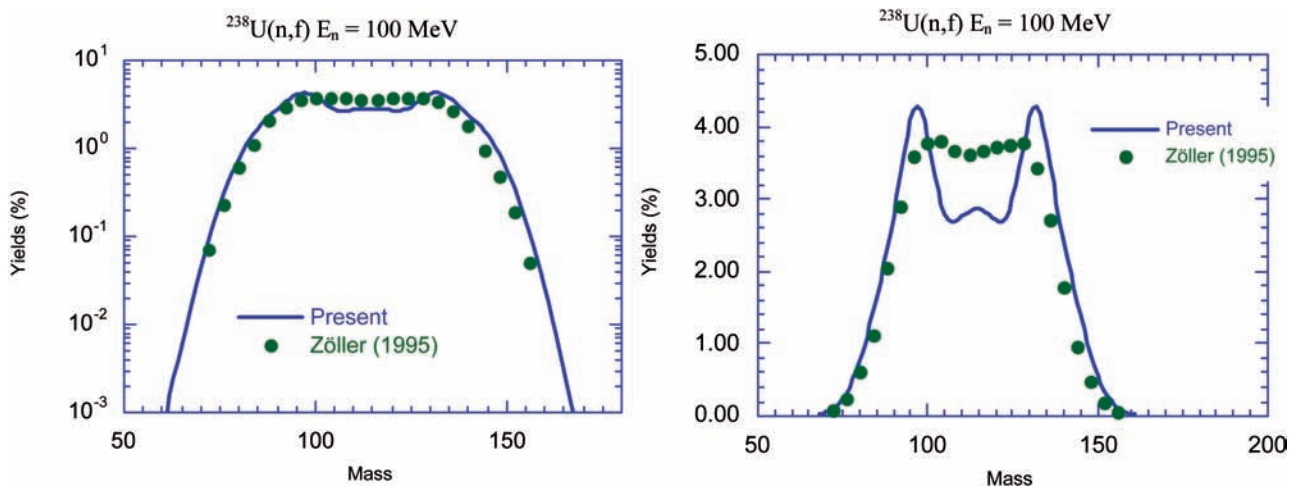 ²³⁸U(n,f) Eₙ = 100 MeV
Yields (%)
10¹
10⁰
10⁻¹
10⁻²
10⁻³
Present
Zöller (1995)
50
100
150
Mass
²³⁸U(n,f) Eₙ = 100 MeV
Yields (%)
5.00
4.00
3.00
4.00
1.00
0.00
Present
Zöller (1995)
50
100
150
200
Mass